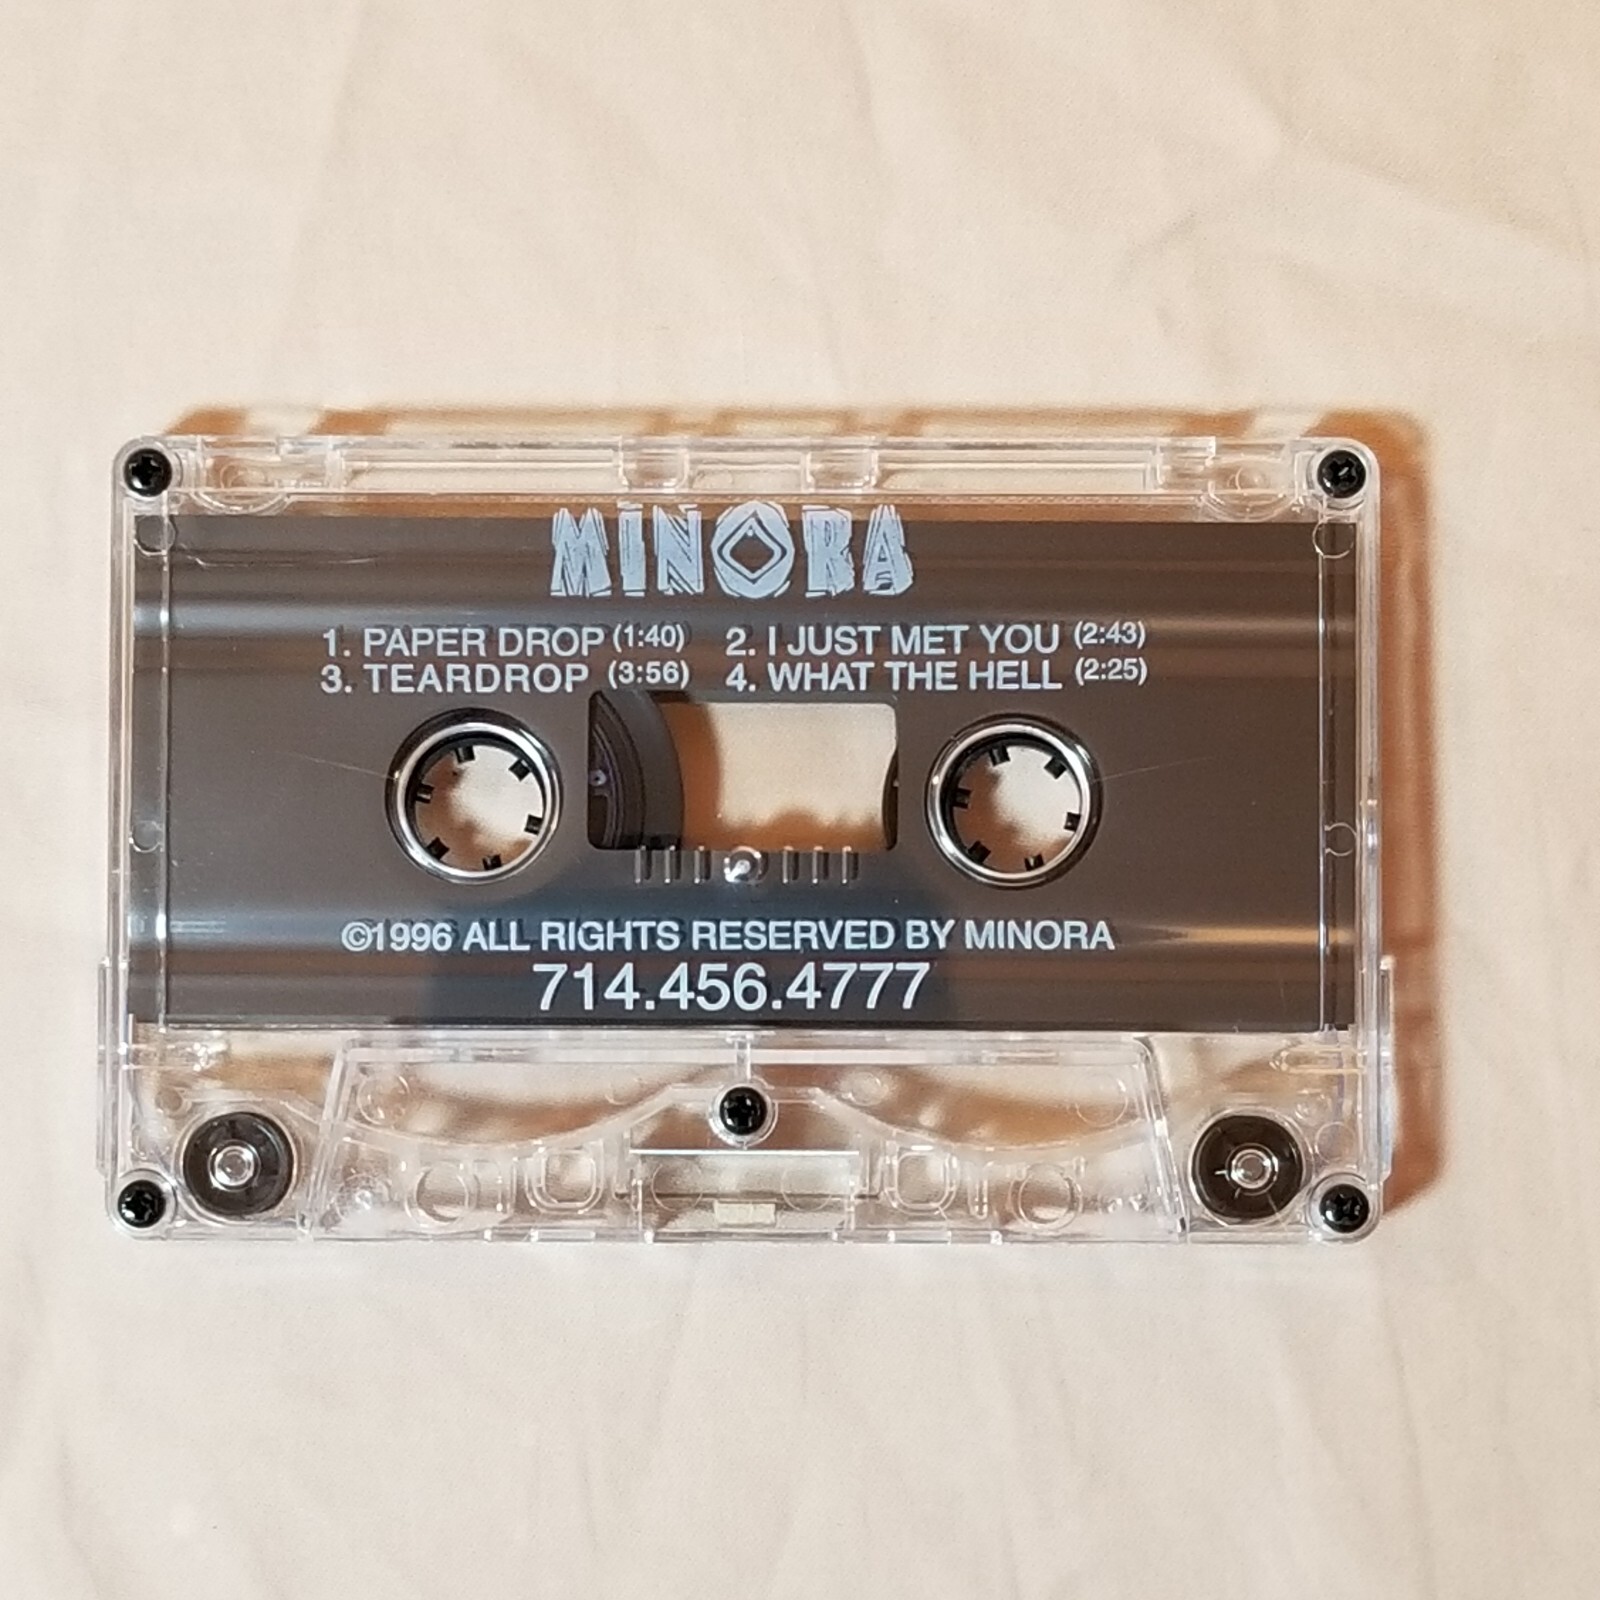 MINORA
1. PAPER DROP (1:40) 2. I JUST MET YOU (2:43)
3. TEARDROP (3:56) 4. WHAT THE HELL (2:25)
©1996 ALL RIGHTS RESERVED BY MINORA
714.456.4777